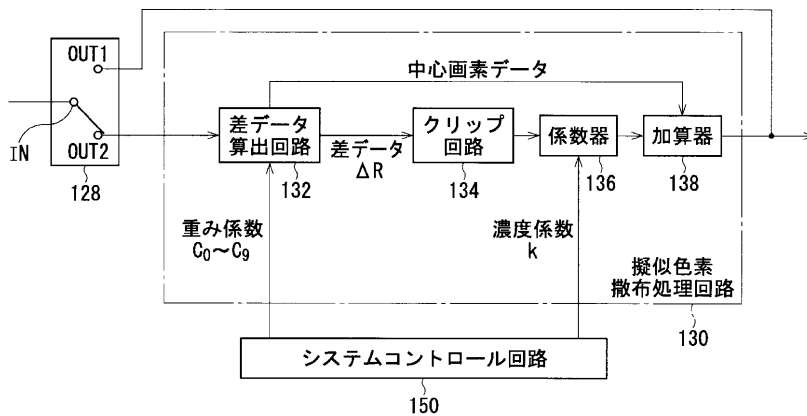 OUT1
中心画素データ
IN
OUT2
128
差データ
算出回路
132
差データ
ΔR
クリップ
回路
134
係数器
136
加算器
138
重み係数
C0〜C9
濃度係数
k
擬似色素
撒布処理回路
130
システムコントロール回路
150